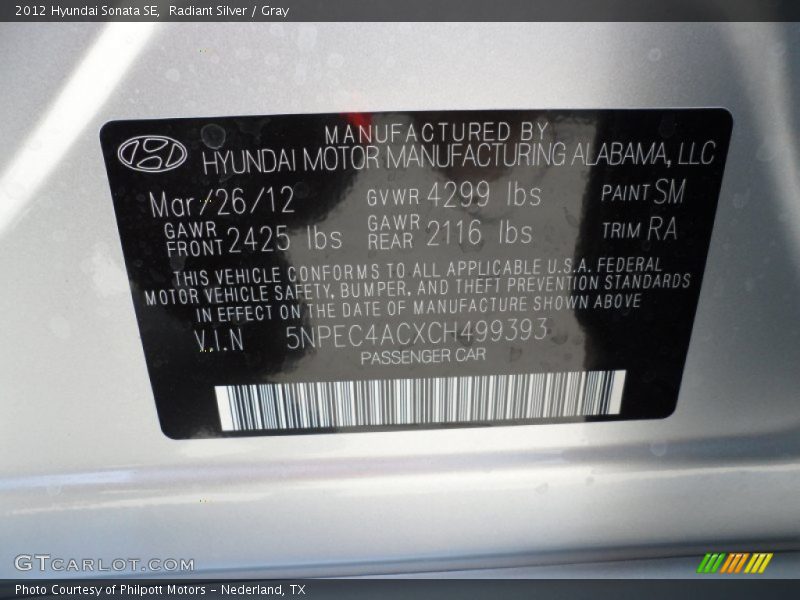 2012 Hyundai Sonata SE,  Radiant Silver / Gray
MANUFACTURED BY
HYUNDAI MOTOR MANUFACTURING ALABAMA, LLC
Mar/26/12 GVWR 4299 lbs PAINT SM
GAWR FRONT 2425 lbs GAWR REAR 2116 lbs TRIM RA
THIS VEHICLE CONFORMS TO ALL APPLICABLE U.S.A. FEDERAL
MOTOR VEHICLE SAFETY, BUMPER, AND THEFT PREVENTION STANDARDS
IN EFFECT ON THE DATE OF MANUFACTURE SHOWN ABOVE
V.I.N 5NPEC4ACXCH499393
PASSENGER CAR
GTCARLOT.COM
Photo Courtesy of Philpott Motors - Nederland, TX